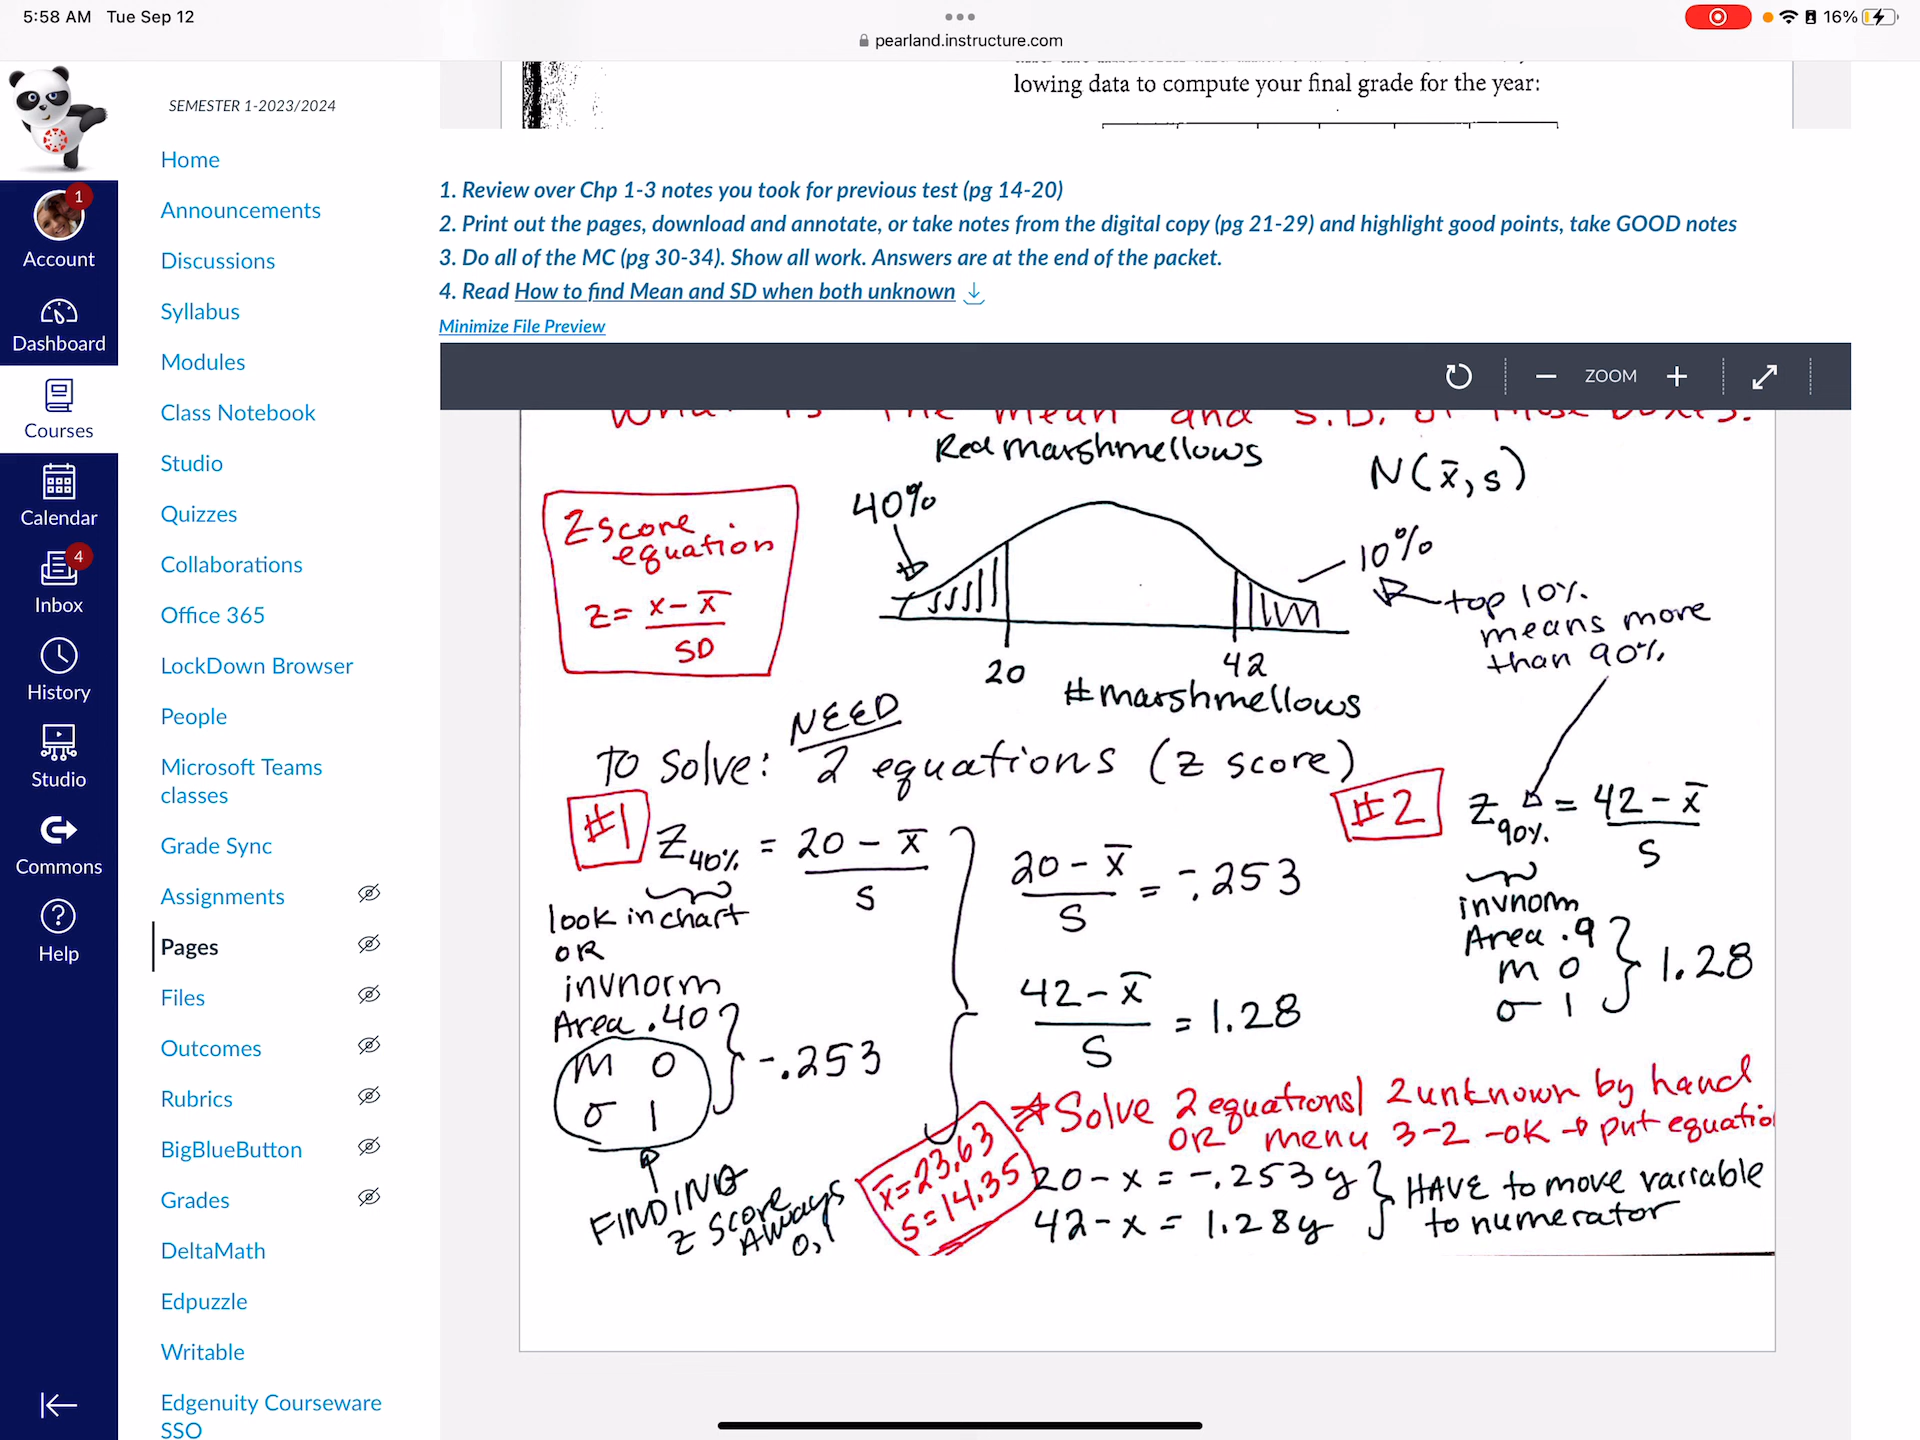 5:58 AM Tue Sep 12
16%
pearland.instructure.com
lowing data to compute your final grade for the year:
SEMESTER 1-2023/2024
Home
Announcements
Discussions
Syllabus
Modules
Class Notebook
Studio
Quizzes
Collaborations
Office 365
LockDown Browser
People
Microsoft Teams
classes
Grade Sync
Assignments
Pages
Files
Outcomes
Rubrics
BigBlueButton
Grades
DeltaMath
Edpuzzle
Writable
Edgenuity Courseware
SSO
1
Account
Dashboard
Courses
Calendar
4
Inbox
History
Studio
Commons
Help
1. Review over Chp 1-3 notes you took for previous test (pg 14-20)
2. Print out the pages, download and annotate, or take notes from the digital copy (pg 21-29) and highlight good points, take GOOD notes
3. Do all of the MC (pg 30-34). Show all work. Answers are at the end of the packet.
4. Read How to find Mean and SD when both unknown
Minimize File Preview
ZOOM
What is the mean and S.D. of those boxes.
Red marshmellows
N(x̄,s)
Z score
equation
z = x - x̄
SD
40%
10%
top 10%
means more
than 90%
20
42
# marshmellows
To solve: NEED
2 equations (z score)
#1
Z40% = 20 - x̄
s
look in chart
OR
invnorm
Area .40
m 0
σ 1
-.253
FINDING
z score
Always
0,1
20 - x̄ = -.253
S
42 - x̄ = 1.28
S
#2
Z90% = 42 - x̄
S
invnorm
Area .9
m 0
σ 1
1.28
Solve 2 equations/ 2 unknown by hand
OR menu 3-2 -OK → put equatio
x̄ = 23.63
S = 14.35
20 - x = -.253y
42 - x = 1.28y
HAVE to move variable
to numerator